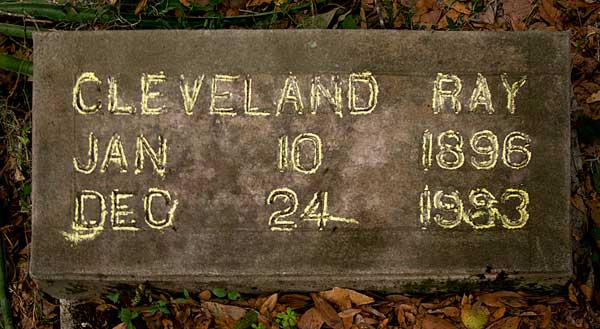 CLEVELAND RAY
JAN 10 1896
DEC 24 1983